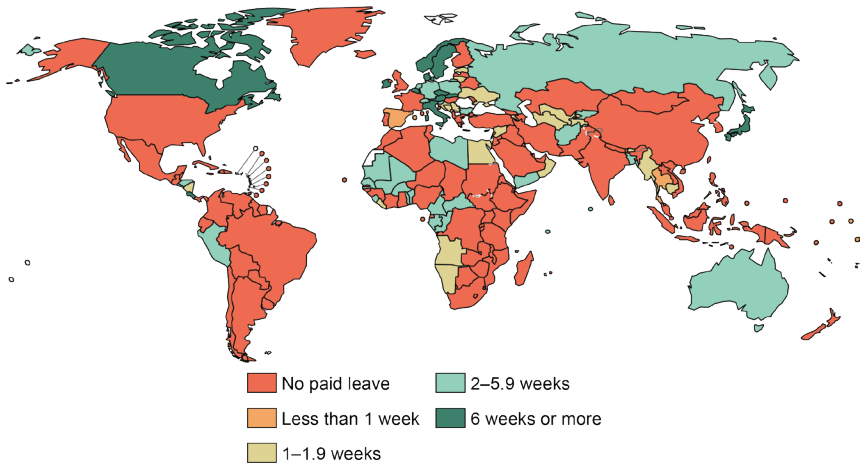 No paid leave
Less than 1 week
1–1.9 weeks
2–5.9 weeks
6 weeks or more